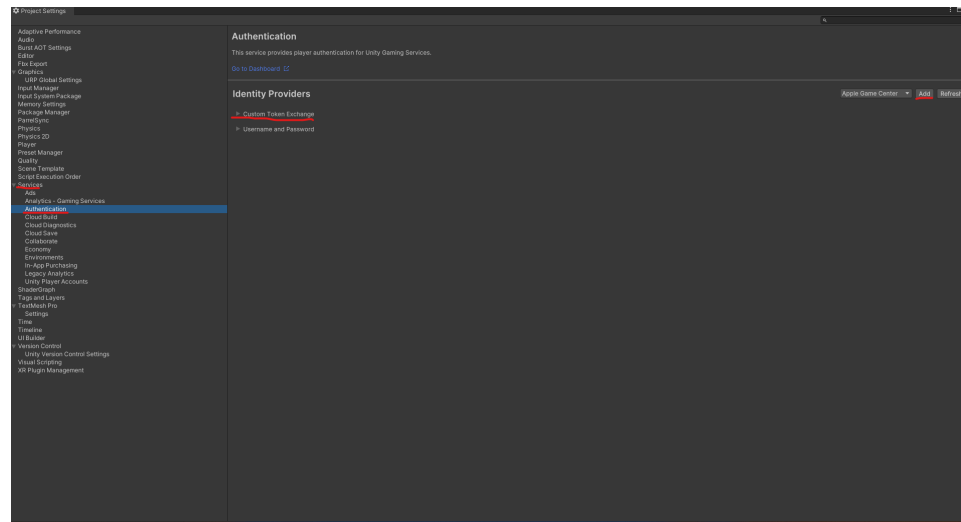 Project Settings
Adaptive Performance
Audio
Burst AOT Settings
Editor
Fbx Export
Graphics
URP Global Settings
Input Manager
Input System Package
Memory Settings
Package Manager
ParrelSync
Physics
Physics 2D
Player
Preset Manager
Quality
Scene Template
Script Execution Order
Services
Ads
Analytics - Gaming Services
Authentication
Cloud Build
Cloud Diagnostics
Cloud Save
Collaborate
Economy
Environments
In-App Purchasing
Legacy Analytics
Unity Player Accounts
ShaderGraph
Tags and Layers
TextMesh Pro
Settings
Time
Timeline
UI Builder
Version Control
Unity Version Control Settings
Visual Scripting
XR Plugin Management
Authentication
This service provides player authentication for Unity Gaming Services.
Go to Dashboard
Identity Providers
Apple Game Center Add Refresh
Custom Token Exchange
Username and Password